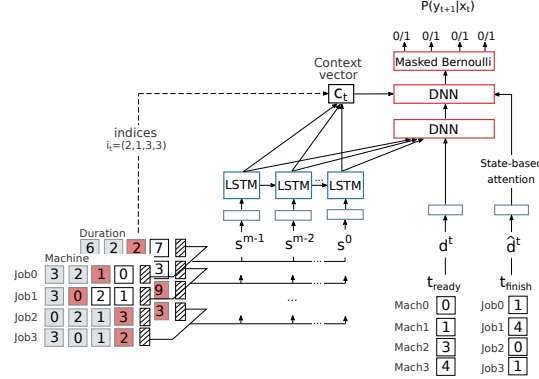 P(y_{t+1}|x_t)
0/1 0/1 0/1 0/1
Masked Bernoulli
Context
vector
c_t
DNN
DNN
indices
i_t=(2,1,3,3)
LSTM LSTM ... LSTM
State-based
attention
Duration
6 2 2 7
s^{m-1} s^{m-2} s^0
d^t
d̂^t
Machine
Job0 3 2 1 0
3
Job1 3 0 2 1
9
Job2 0 2 1 3
3
Job3 3 0 1 2
...
...
...
...
...
t_ready
t_finish
Mach0 0
Job0 1
Mach1 1
Job1 4
Mach2 3
Job2 0
Mach3 4
Job3 1